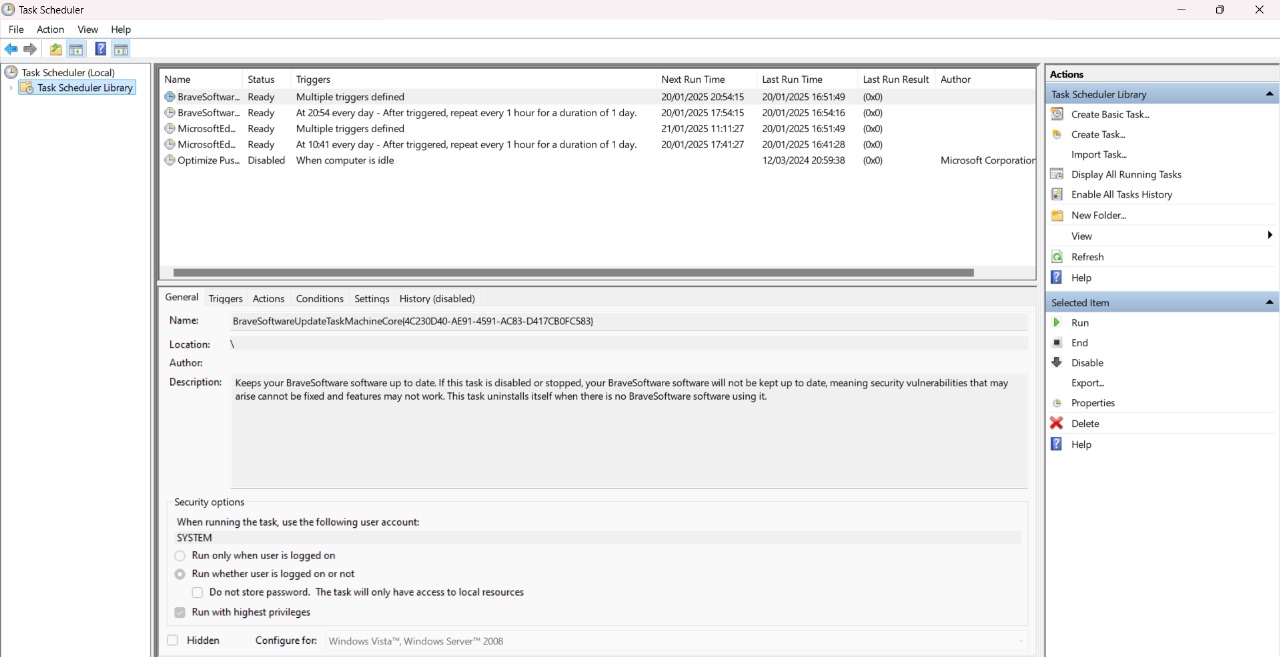 Task Scheduler
File Action View Help
Task Scheduler (Local)
Task Scheduler Library
Name Status Triggers Next Run Time Last Run Time Last Run Result Author
BraveSoftwar... Ready Multiple triggers defined 20/01/2025 20:54:15 20/01/2025 16:51:49 (0x0)
BraveSoftwar... Ready At 20:54 every day - After triggered, repeat every 1 hour for a duration of 1 day. 20/01/2025 17:54:15 20/01/2025 16:54:16 (0x0)
MicrosoftEd... Ready Multiple triggers defined 21/01/2025 11:11:27 20/01/2025 16:51:49 (0x0)
MicrosoftEd... Ready At 10:41 every day - After triggered, repeat every 1 hour for a duration of 1 day. 20/01/2025 17:41:27 20/01/2025 16:41:28 (0x0)
Optimize Pus... Disabled When computer is idle 12/03/2024 20:59:38 (0x0) Microsoft Corporation
General Triggers Actions Conditions Settings History (disabled)
Name: BraveSoftwareUpdateTaskMachineCore{4C230D40-AE91-4591-AC83-D417CB0FC583}
Location: \
Author:
Description: Keeps your BraveSoftware software up to date. If this task is disabled or stopped, your BraveSoftware software will not be kept up to date, meaning security vulnerabilities that may
arise cannot be fixed and features may not work. This task uninstalls itself when there is no BraveSoftware software using it.
Security options
When running the task, use the following user account:
SYSTEM
Run only when user is logged on
Run whether user is logged on or not
Do not store password. The task will only have access to local resources
Run with highest privileges
Hidden Configure for: Windows Vista™, Windows Server™ 2008
Actions
Task Scheduler Library
Create Basic Task...
Create Task...
Import Task...
Display All Running Tasks
Enable All Tasks History
New Folder...
View
Refresh
Help
Selected Item
Run
End
Disable
Export...
Properties
Delete
Help